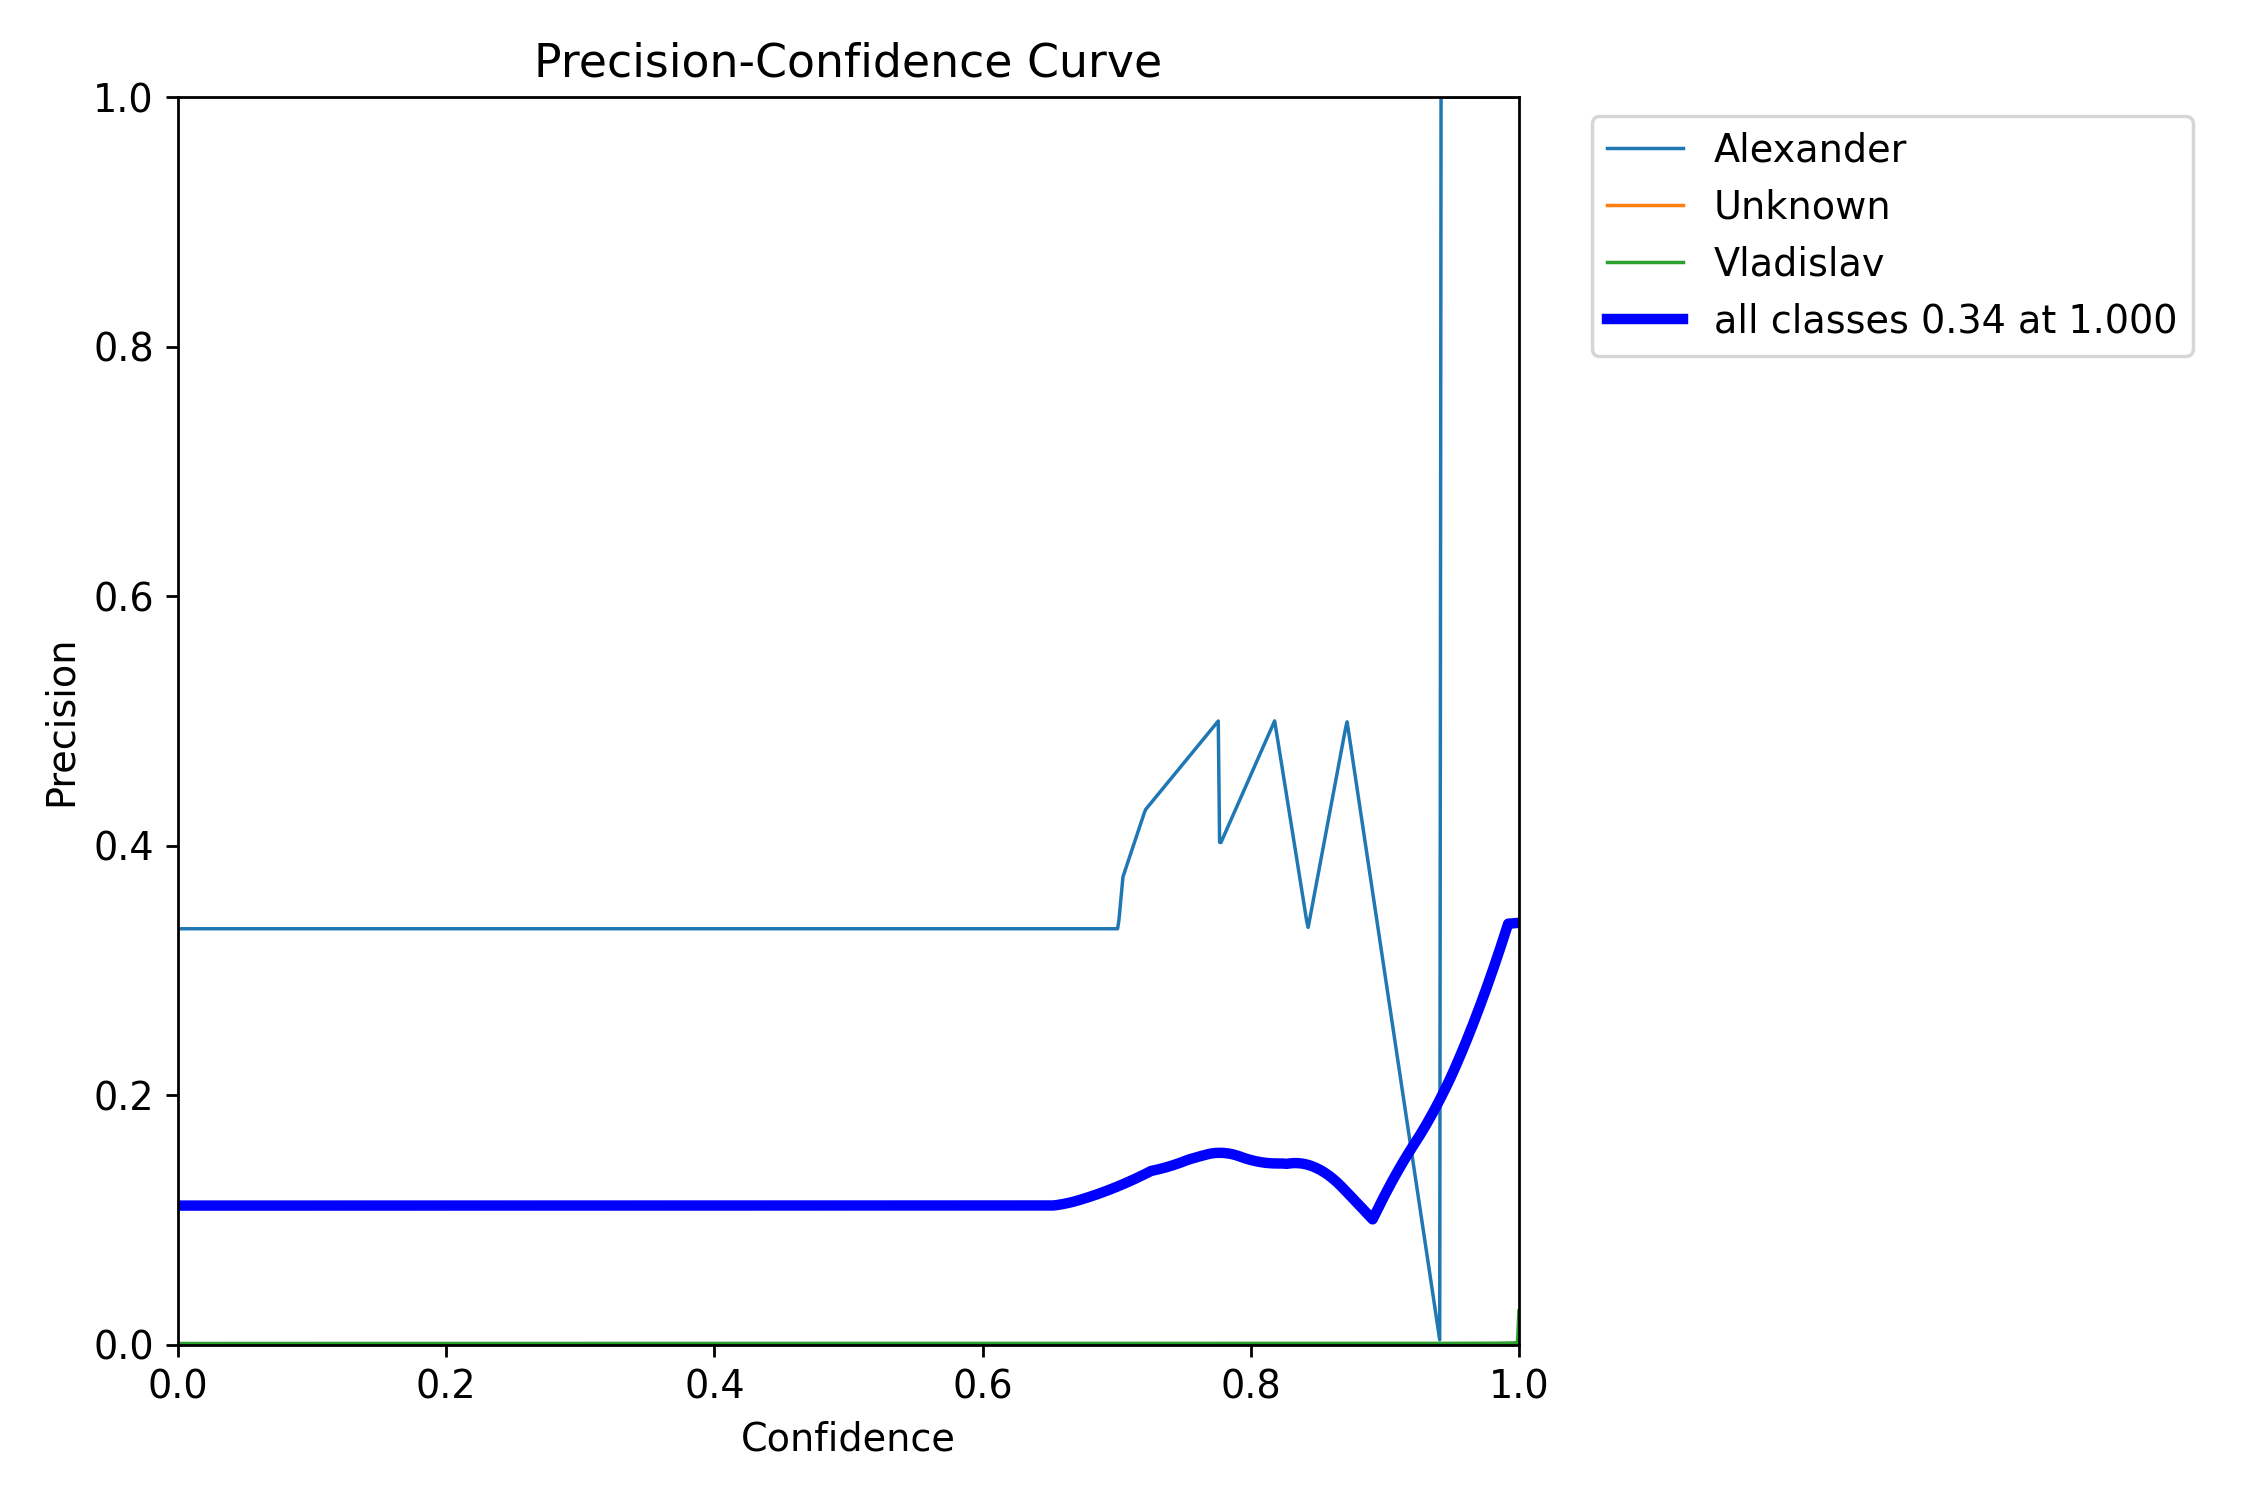 Precision-Confidence Curve
1.0
0.8
0.6
0.4
0.2
0.0
Precision
0.0 0.2 0.4 0.6 0.8 1.0
Confidence
Alexander
Unknown
Vladislav
all classes 0.34 at 1.000